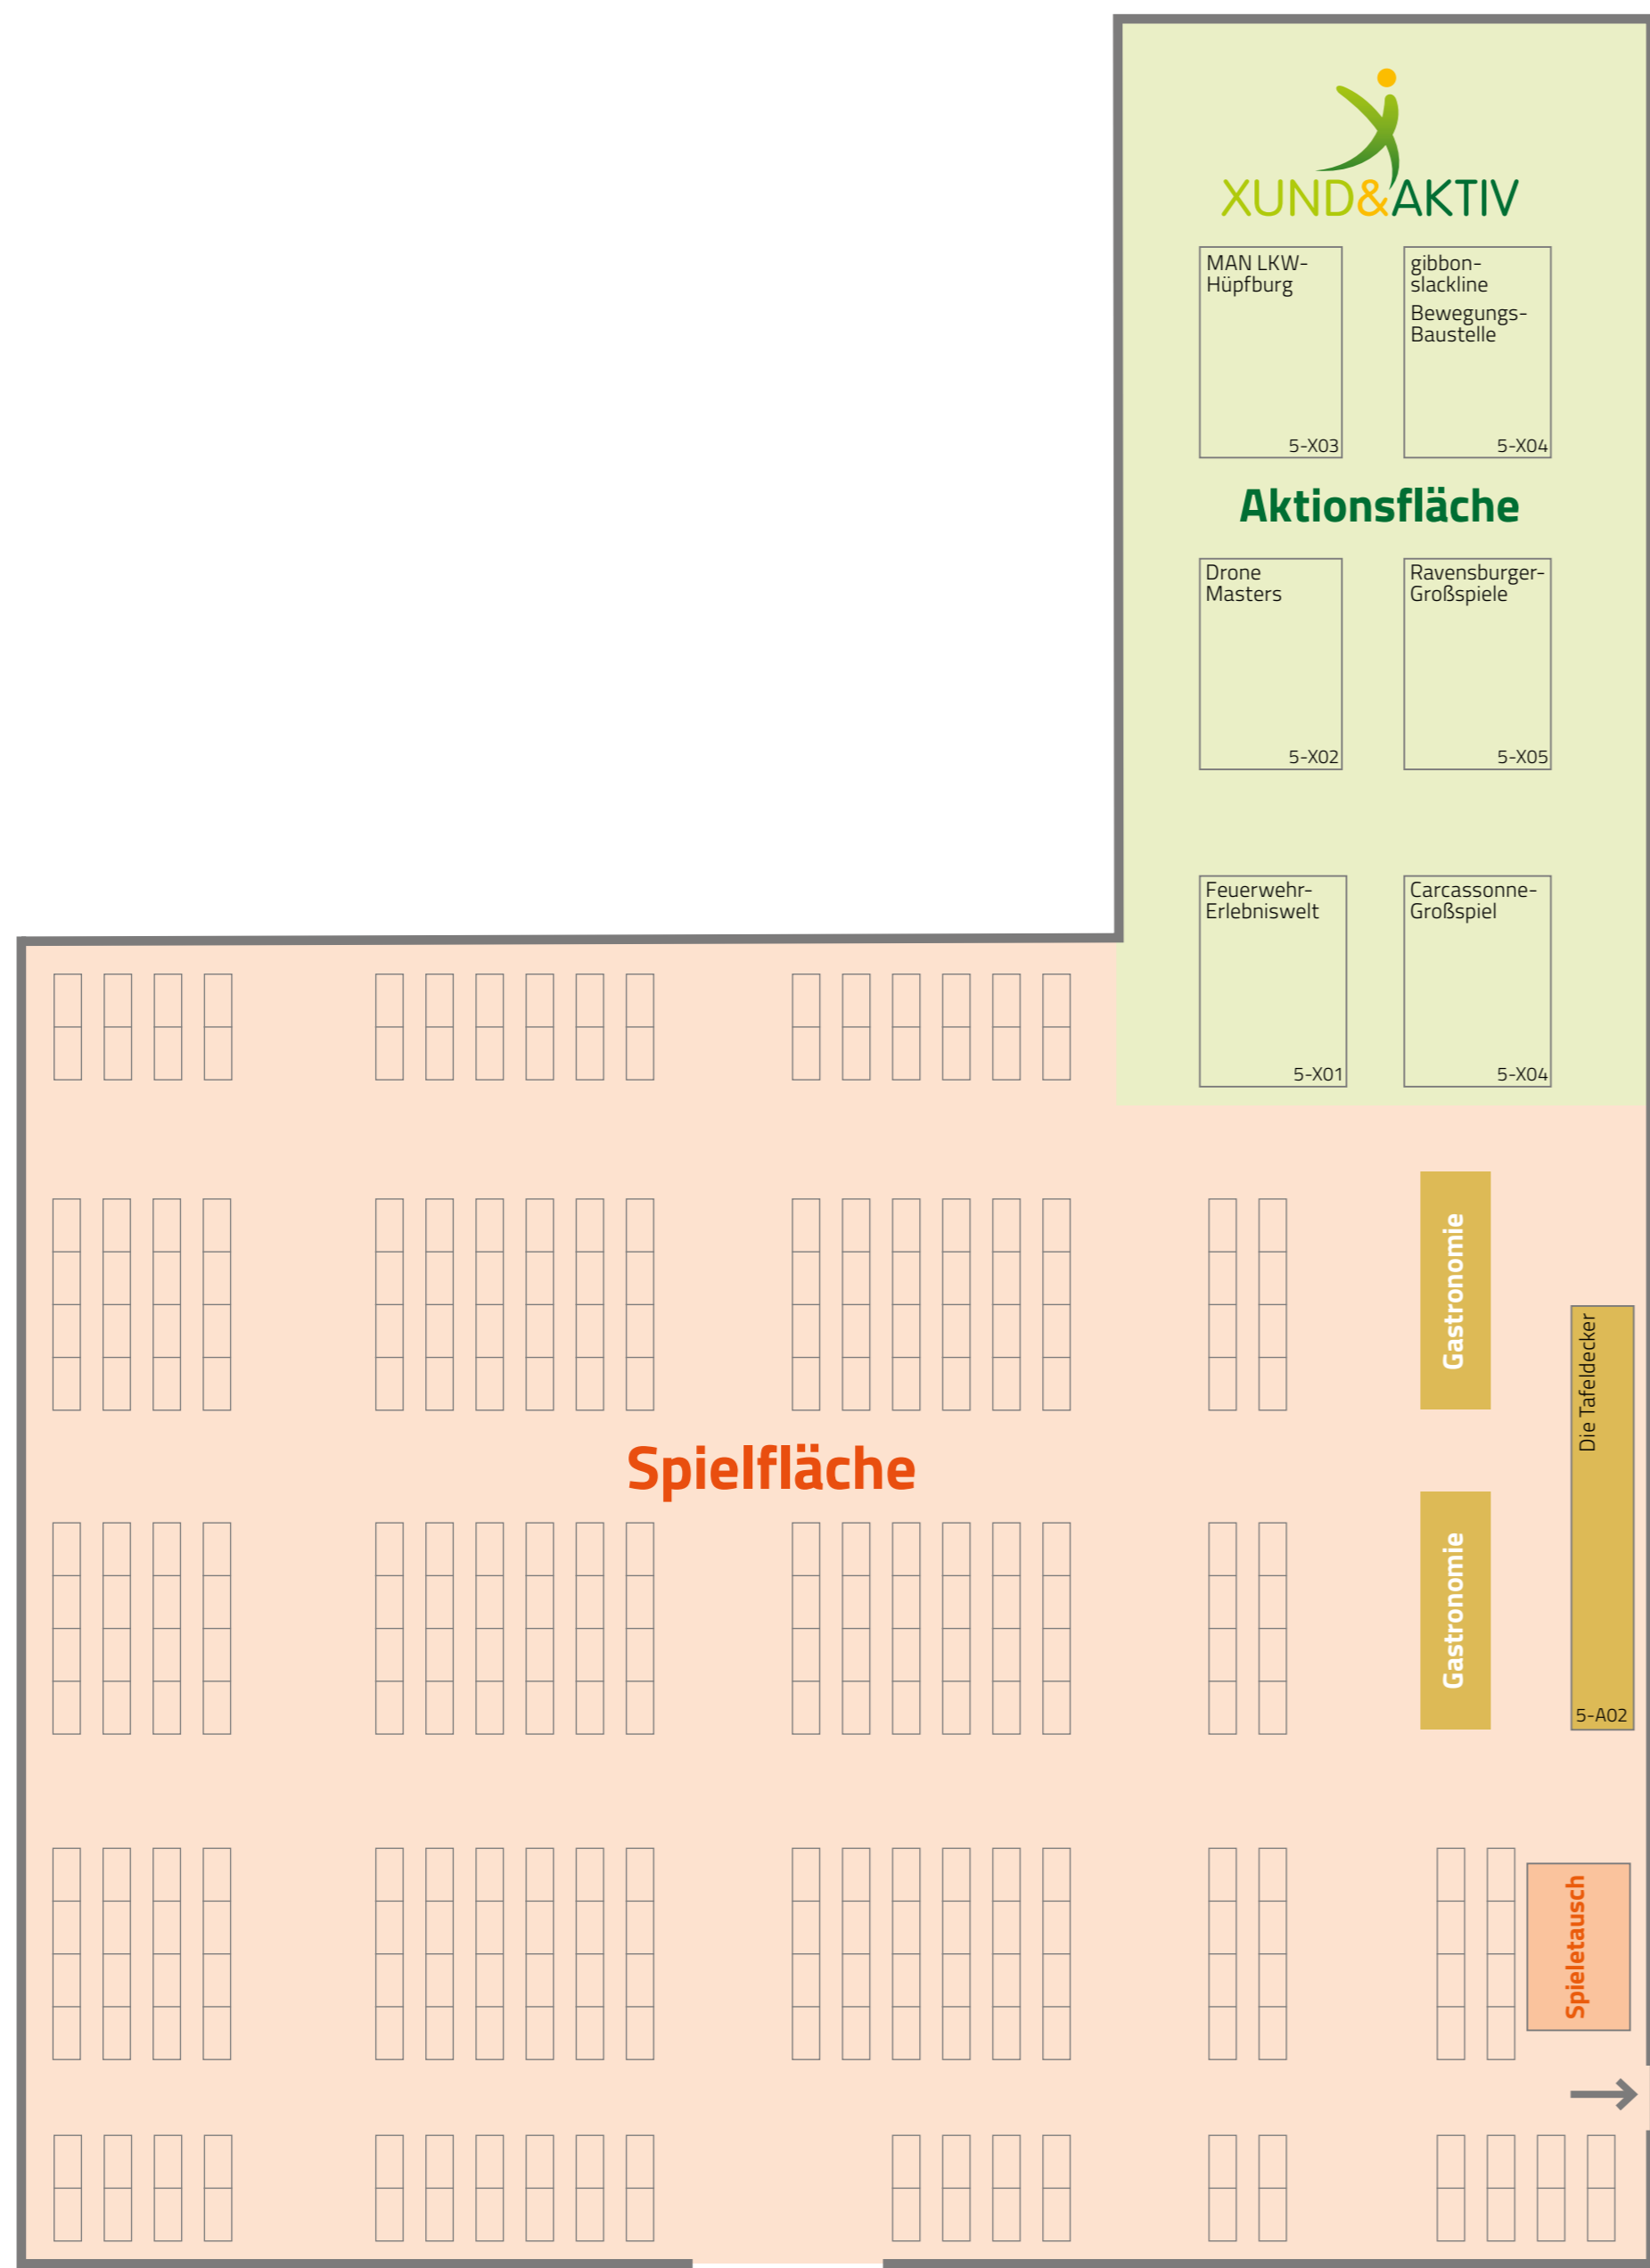 XUND&AKTIV
MAN LKW-
Hüpfburg
5-X03
gibbon-
slackline
Bewegungs-
Baustelle
5-X04
Aktionsfläche
Drone
Masters
5-X02
Ravensburger-
Großspiele
5-X05
Feuerwehr-
Erlebniswelt
5-X01
Carcassonne-
Großspiel
5-X04
Gastronomie
Die Tafeldecker
5-A02
Spielfläche
Gastronomie
Spieletausch